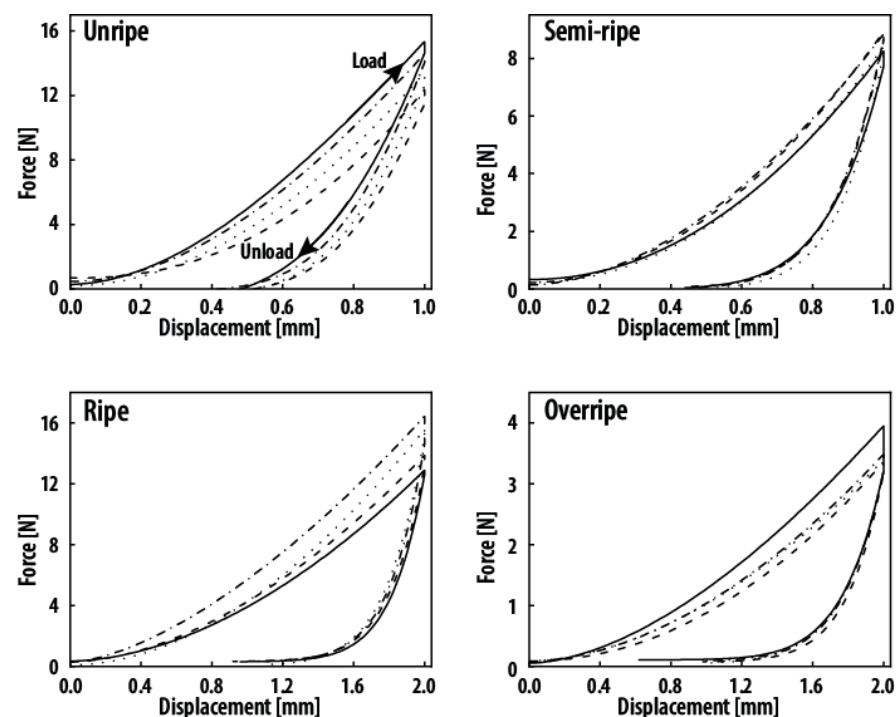 Unripe
Load
Unload
Force [N]
16
12
8
4
0
0.0 0.2 0.4 0.6 0.8 1.0
Displacement [mm]
Semi-ripe
Force [N]
8
6
4
2
0
0.0 0.2 0.4 0.6 0.8 1.0
Displacement [mm]
Ripe
Force [N]
16
12
8
4
0
0.0 0.4 0.8 1.2 1.6 2.0
Displacement [mm]
Overripe
Force [N]
4
3
2
1
0
0.0 0.4 0.8 1.2 1.6 2.0
Displacement [mm]